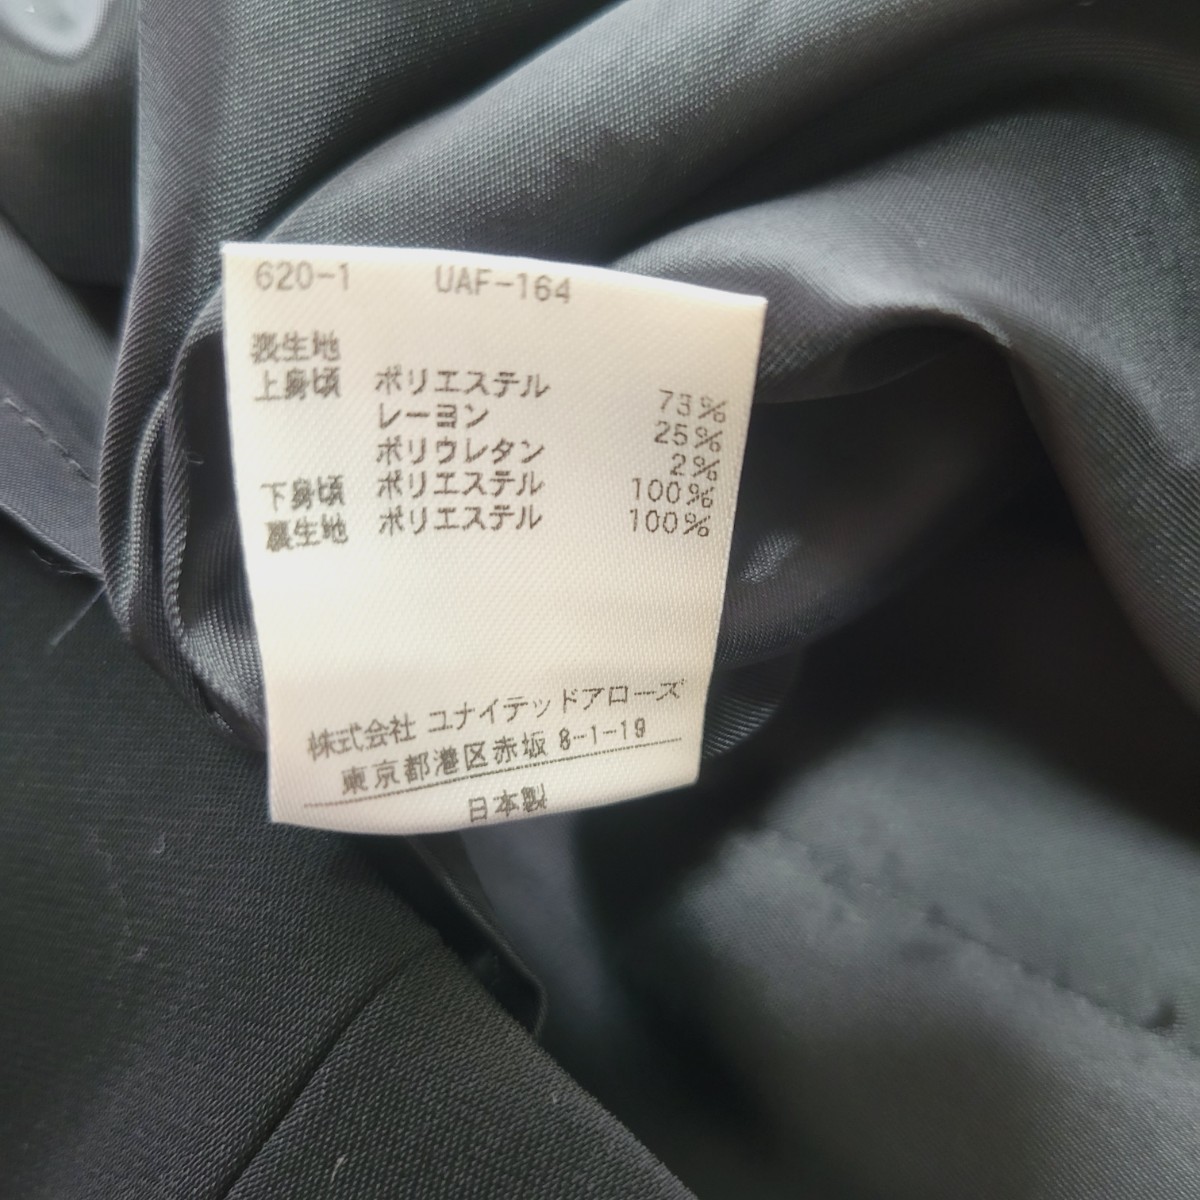 620-1 UAF-164
表生地
上身頃 ポリエステル 73%
レーヨン 25%
ポリウレタン 2%
下身頃 ポリエステル 100%
裏生地 ポリエステル 100%
株式会社 ユナイテッドアローズ
東京都港区赤坂 8-1-19
日本製